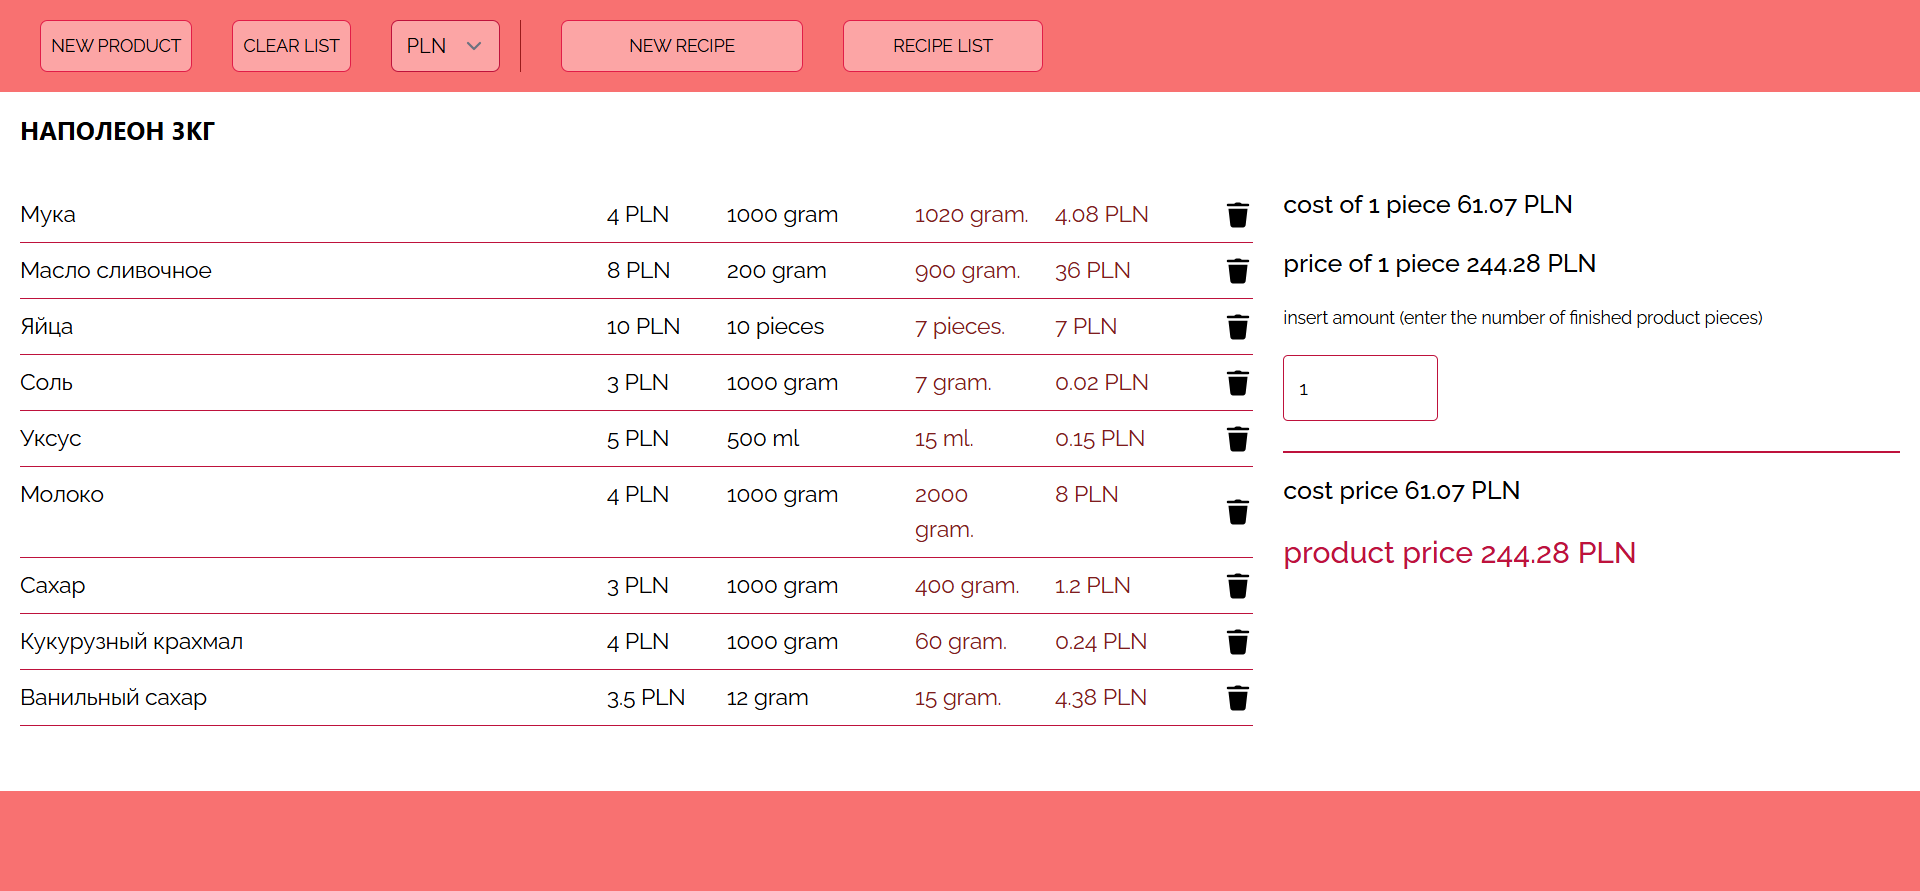 NEW PRODUCT CLEAR LIST PLN NEW RECIPE RECIPE LIST
НАПОЛЕОН 3КГ
Мука 4 PLN 1000 gram 1020 gram. 4.08 PLN
Масло сливочное 8 PLN 200 gram 900 gram. 36 PLN
Яйца 10 PLN 10 pieces 7 pieces. 7 PLN
Соль 3 PLN 1000 gram 7 gram. 0.02 PLN
Уксус 5 PLN 500 ml 15 ml. 0.15 PLN
Молоко 4 PLN 1000 gram 2000 gram. 8 PLN
Сахар 3 PLN 1000 gram 400 gram. 1.2 PLN
Кукурузный крахмал 4 PLN 1000 gram 60 gram. 0.24 PLN
Ванильный сахар 3.5 PLN 12 gram 15 gram. 4.38 PLN
cost of 1 piece 61.07 PLN
price of 1 piece 244.28 PLN
insert amount (enter the number of finished product pieces)
1
cost price 61.07 PLN
product price 244.28 PLN